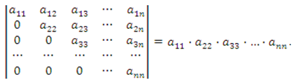 a₁₁ a₁₂ a₁₃ ⋯ a₁ₙ
0 a₂₂ a₂₃ ⋯ a₂ₙ
0 0 a₃₃ ⋯ a₃ₙ
⋯ ⋯ ⋯ ⋯ ⋯
0 0 0 ⋯ aₙₙ
= a₁₁ · a₂₂ · a₃₃ · … · aₙₙ.